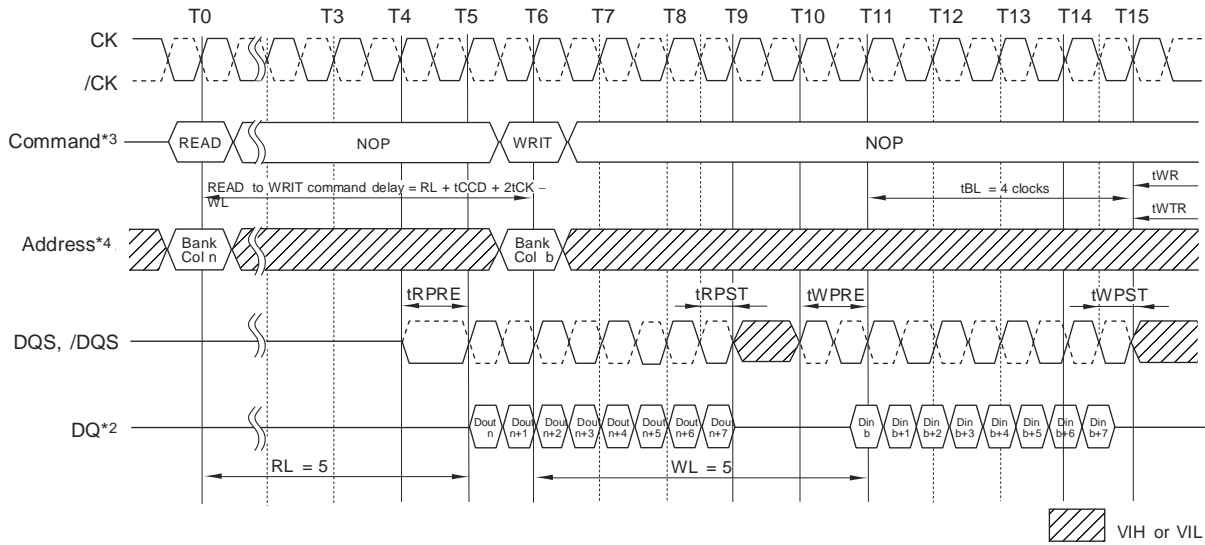 T0 T3 T4 T5 T6 T7 T8 T9 T10 T11 T12 T13 T14 T15
CK
/CK
Command*3 READ NOP WRIT NOP
READ to WRIT command delay = RL + tCCD + 2tCK –
WL
tBL = 4 clocks
tWR
tWTR
Address*4
Bank
Col n
Bank
Col b
tRPRE tRPST tWPRE tWPST
DQS, /DQS
DQ*2
Dout
n
Dout
n+1
Dout
n+2
Dout
n+3
Dout
n+4
Dout
n+5
Dout
n+6
Dout
n+7
Din
b
Din
b+1
Din
b+2
Din
b+3
Din
b+4
Din
b+5
Din
b+6
Din
b+7
RL = 5 WL = 5
VIH or VIL